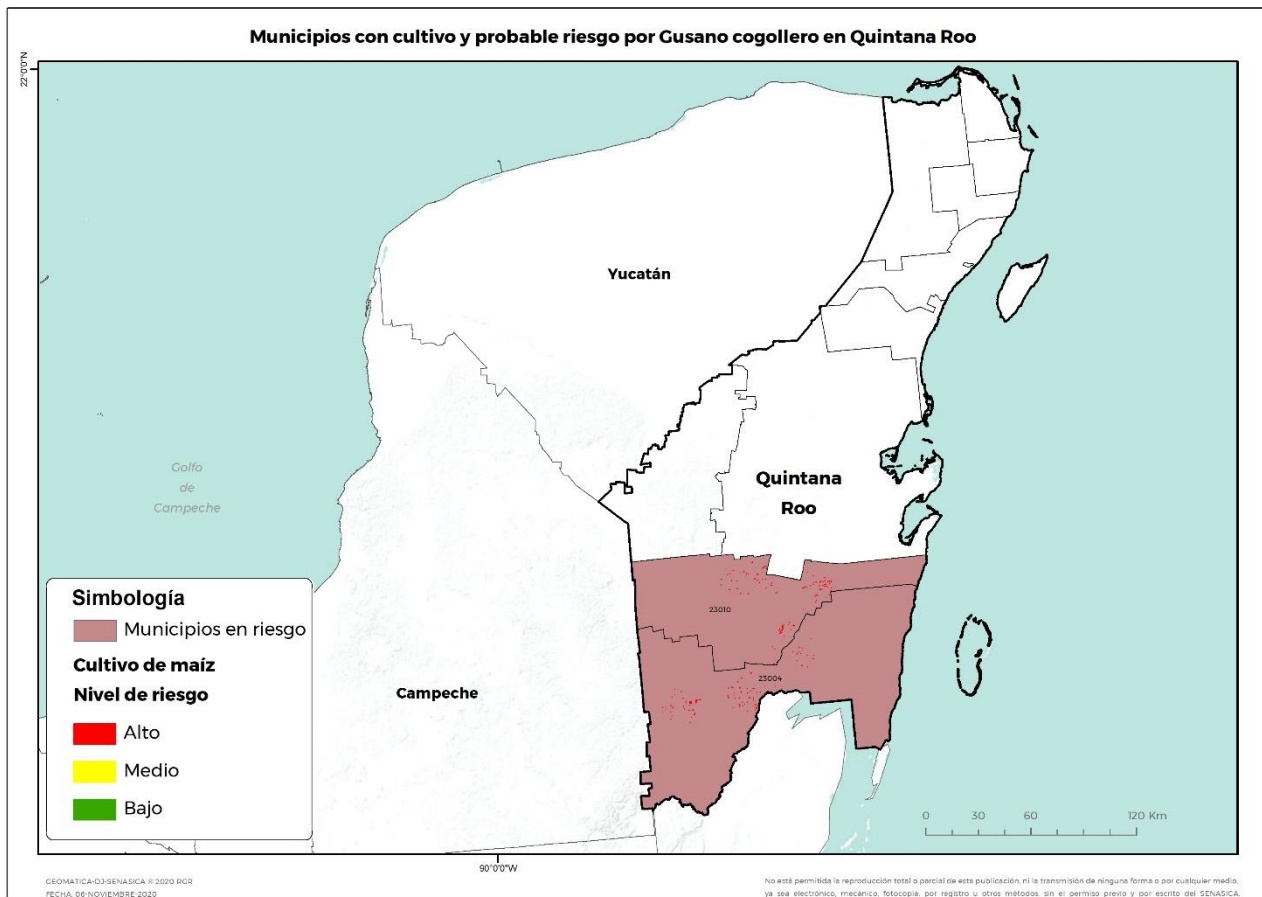 Municipios con cultivo y probable riesgo por Gusano cogollero en Quintana Roo
22°0'0"N
Yucatán
Quintana
Roo
Golfo
de
Campeche
Campeche
23010
23004
Simbología
Municipios en riesgo
Cultivo de maíz
Nivel de riesgo
Alto
Medio
Bajo
0 30 60 120 Km
90°0'0"W
GEOMATICA-DJ-SENASICA ® 2020 RGR
FECHA. 06-NOVIEMBRE-2020
No está permitida la reproducción total o parcial de esta publicación, ni la transmisión de ninguna forma o por cualquier medio,
ya sea electrónico, mecánico, fotocopia, por registro u otros métodos, sin el permiso previo y por escrito del SENASICA.